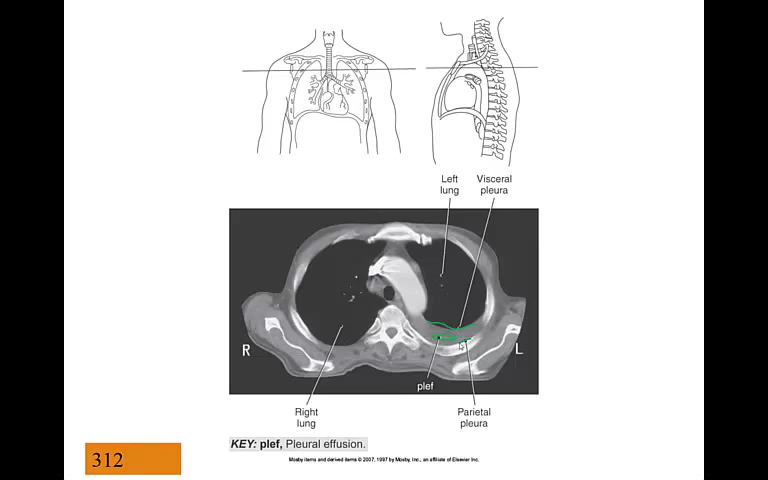 Left
lung
Visceral
pleura
R
L
plef
Right
lung
Parietal
pleura
KEY: plef, Pleural effusion.
312
Mosby items and derived items © 2007, 1997 by Mosby, Inc., an affiliate of Elsevier Inc.